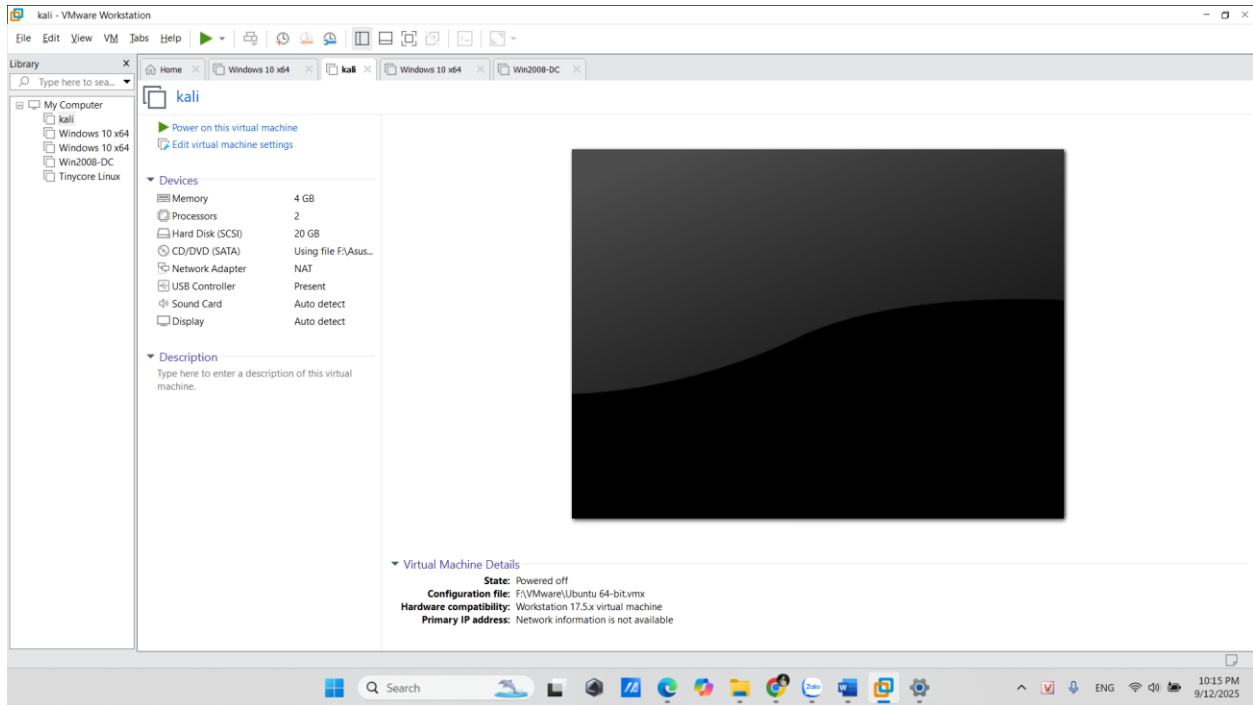 kali - VMware Workstation
File Edit View VM Tabs Help
Library X
Type here to sea...
My Computer
kali
Windows 10 x64
Windows 10 x64
Win2008-DC
Tinycore Linux
Home Windows 10 x64 kali Windows 10 x64 Win2008-DC
kali
Power on this virtual machine
Edit virtual machine settings
Devices
Memory 4 GB
Processors 2
Hard Disk (SCSI) 20 GB
CD/DVD (SATA) Using file F:\Asus...
Network Adapter NAT
USB Controller Present
Sound Card Auto detect
Display Auto detect
Description
Type here to enter a description of this virtual
machine.
Virtual Machine Details
State: Powered off
Configuration file: F:\VMware\Ubuntu 64-bit.vmx
Hardware compatibility: Workstation 17.5.x virtual machine
Primary IP address: Network information is not available
Search
Zalo
ENG
10:15 PM
9/12/2025